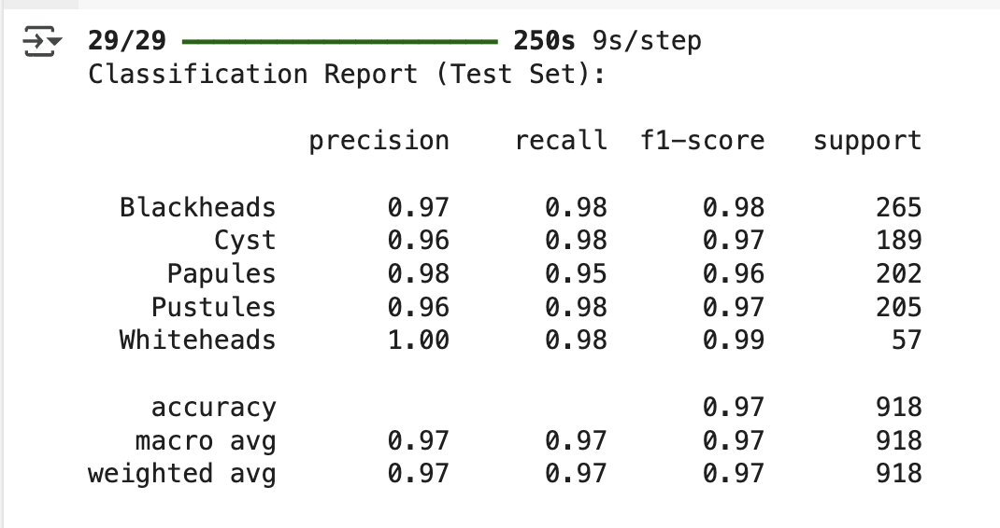 29/29 250s 9s/step
Classification Report (Test Set):
precision recall f1-score support
Blackheads 0.97 0.98 0.98 265
Cyst 0.96 0.98 0.97 189
Papules 0.98 0.95 0.96 202
Pustules 0.96 0.98 0.97 205
Whiteheads 1.00 0.98 0.99 57
accuracy 0.97 918
macro avg 0.97 0.97 0.97 918
weighted avg 0.97 0.97 0.97 918